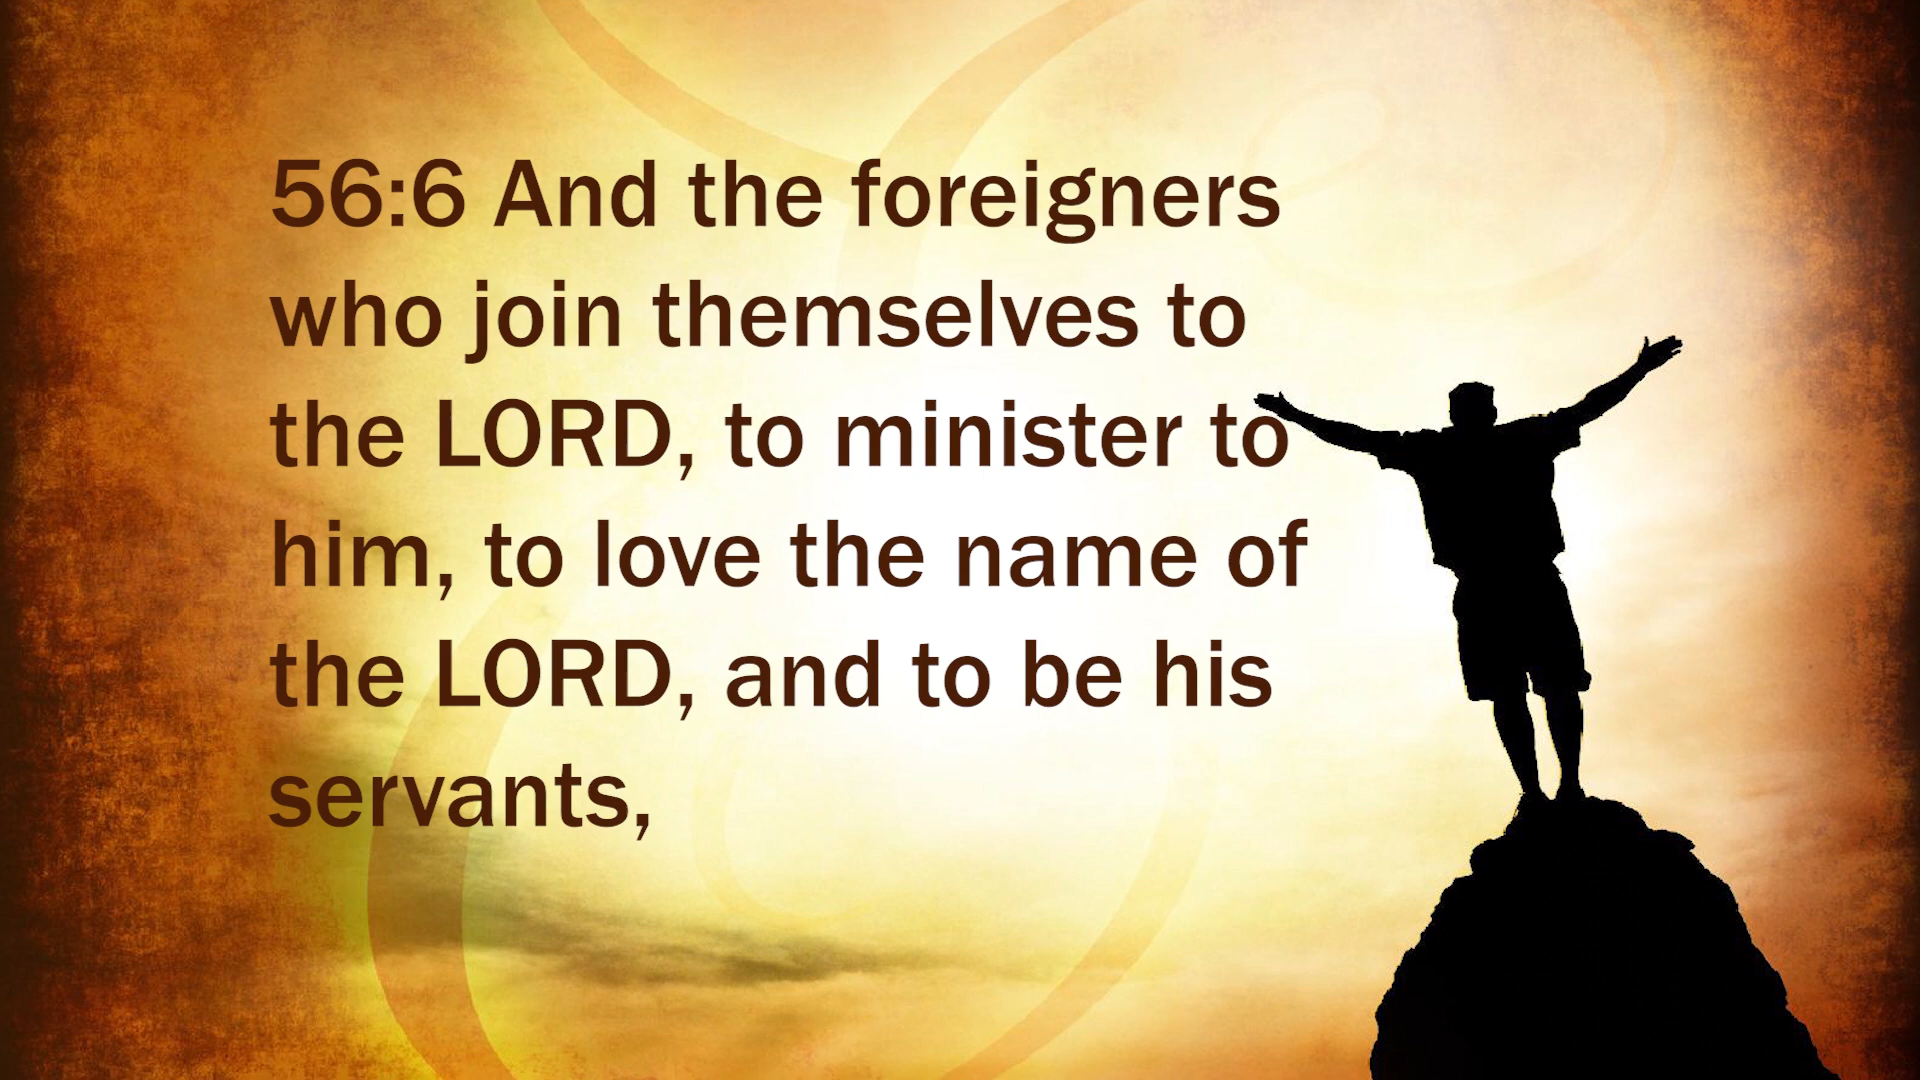 56:6 And the foreigners
who join themselves to
the LORD, to minister to
him, to love the name of
the LORD, and to be his
servants,